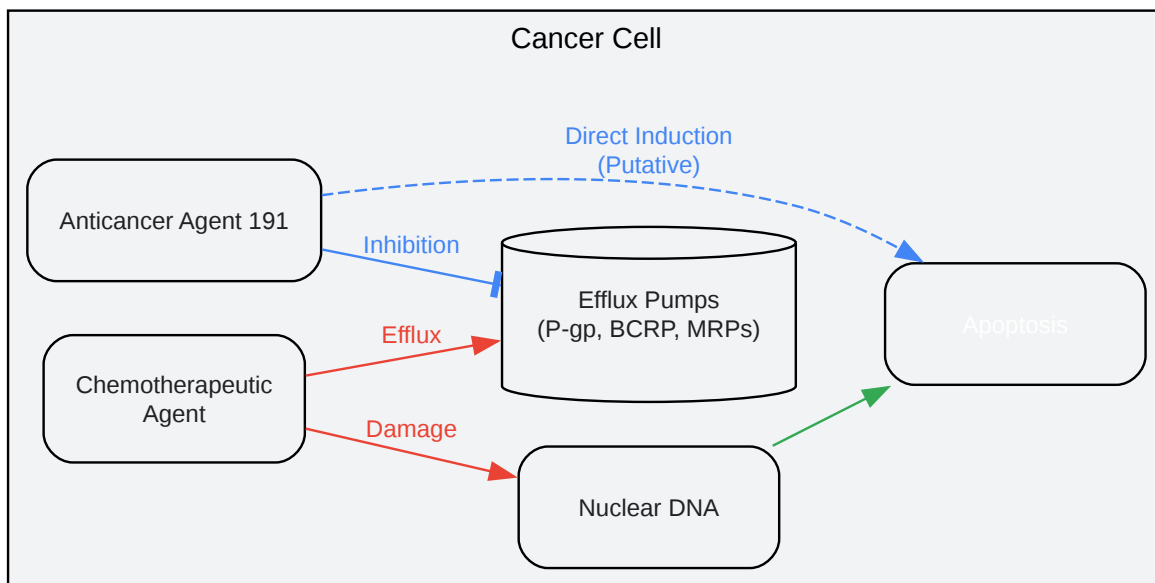 Cancer Cell
Direct Induction
(Putative)
Anticancer Agent 191
Inhibition
Efflux Pumps
(P-gp, BCRP, MRPs)
Apoptosis
Efflux
Chemotherapeutic
Agent
Damage
Nuclear DNA